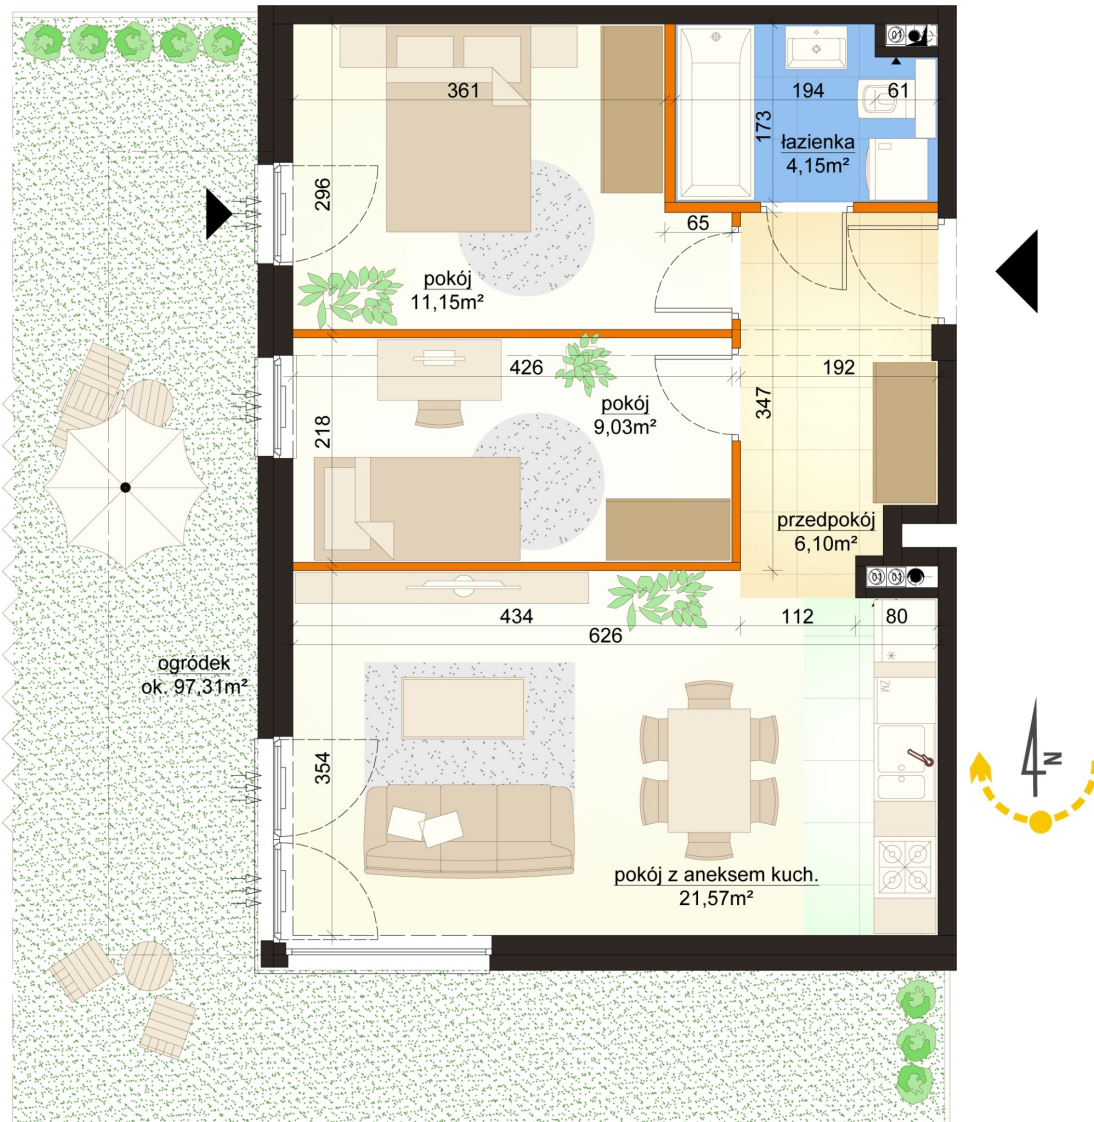 361
194
61
173
łazienka
4,15m²
296
65
pokój
11,15m²
426
192
pokój
9,03m²
347
218
przedpokój
6,10m²
434
112
80
626
ogródek
ok. 97,31m²
ZM
N
354
pokój z aneksem kuch.
21,57m²